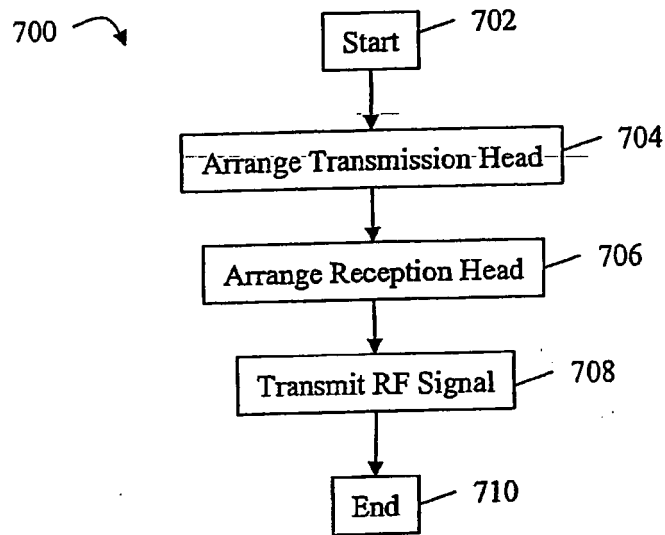 700
Start
702
Arrange Transmission Head
704
Arrange Reception Head
706
Transmit RF Signal
708
End
710